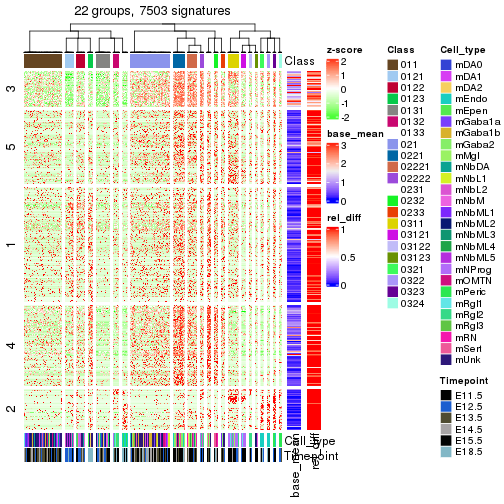 22 groups, 7503 signatures
Class
3
5
1
4
2
Cell_type
Timepoint
base_mean
rel_diff
z-score
2
1
0
-1
-2
base_mean
3
2
1
0
rel_diff
1
0.5
0
Class
011
0121
0122
0123
0131
0132
0133
021
0221
02221
02222
0231
0232
0233
0311
03121
03122
03123
0321
0322
0323
0324
Cell_type
mDA0
mDA1
mDA2
mEndo
mEpen
mGaba1a
mGaba1b
mGaba2
mMgl
mNbDA
mNbL1
mNbL2
mNbM
mNbML1
mNbML2
mNbML3
mNbML4
mNbML5
mNProg
mOMTN
mPeric
mRgl1
mRgl2
mRgl3
mRN
mSert
mUnk
Timepoint
E11.5
E12.5
E13.5
E14.5
E15.5
E18.5